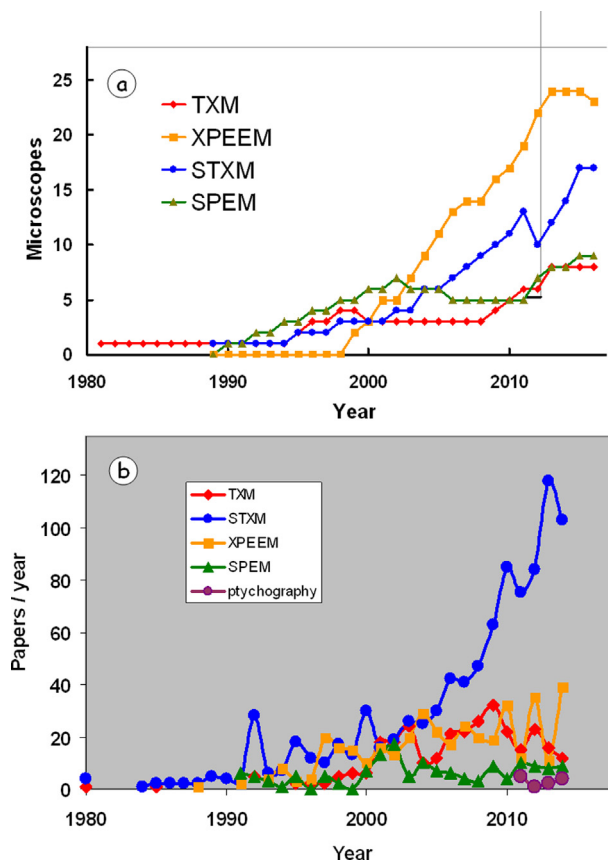 a
TXM
XPEEM
STXM
SPEM
Microscopes
25
20
15
10
5
0
1980
1990
2000
2010
Year
b
TXM
STXM
XPEEM
SPEM
ptychography
Papers / year
120
100
80
60
40
20
0
1980
1990
2000
2010
Year